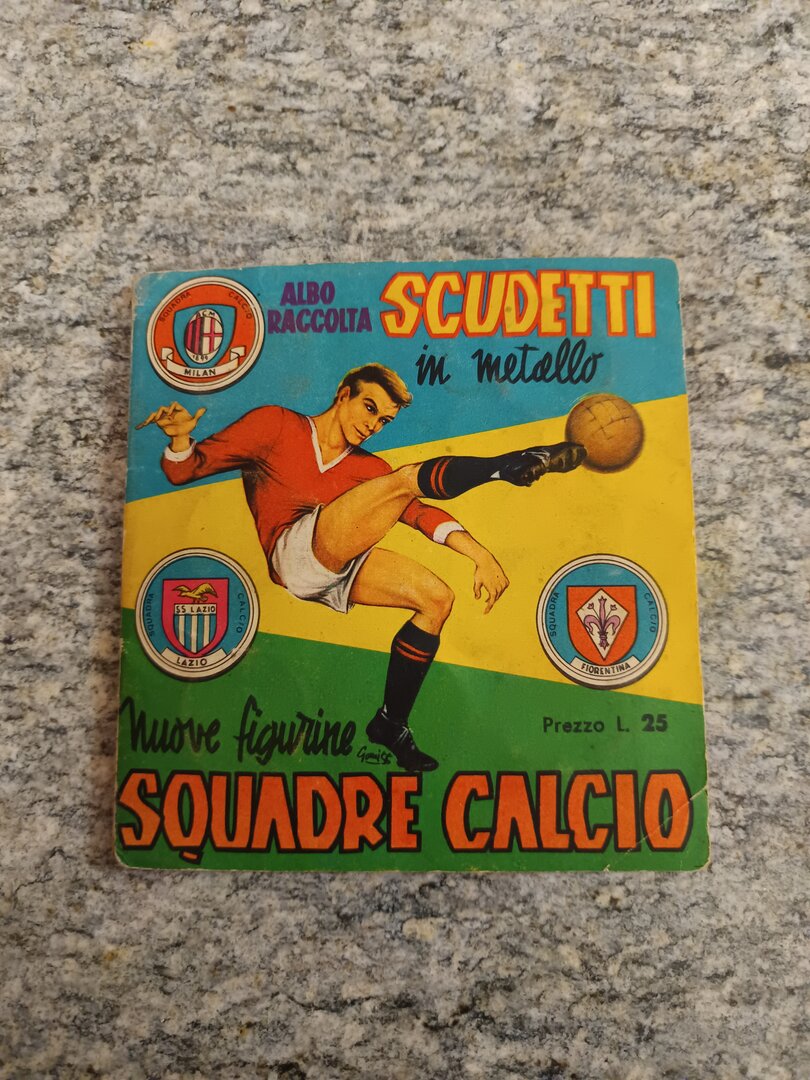 SQUADRA CALCIO
ACM
1899
MILAN
ALBO
RACCOLTA
SCUDETTI
in metallo
SQUADRA CALCIO
S.S LAZIO
LAZIO
SQUADRA CALCIO
FIORENTINA
nuove figurine
Prezzo L. 25
SQUADRE CALCIO